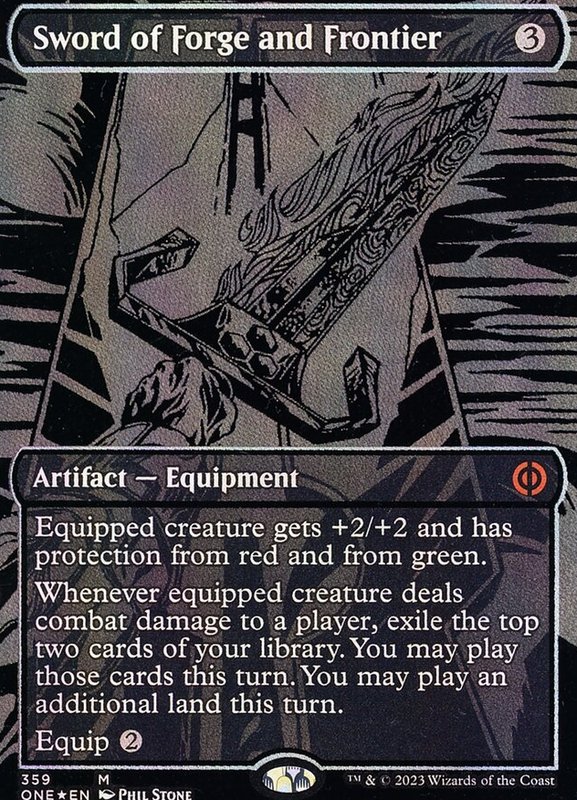 Sword of Forge and Frontier 3
Artifact — Equipment
Equipped creature gets +2/+2 and has
protection from red and from green.
Whenever equipped creature deals
combat damage to a player, exile the top
two cards of your library. You may play
those cards this turn. You may play an
additional land this turn.
Equip 2
359 M
ONE★EN Phil Stone
™ & © 2023 Wizards of the Coast